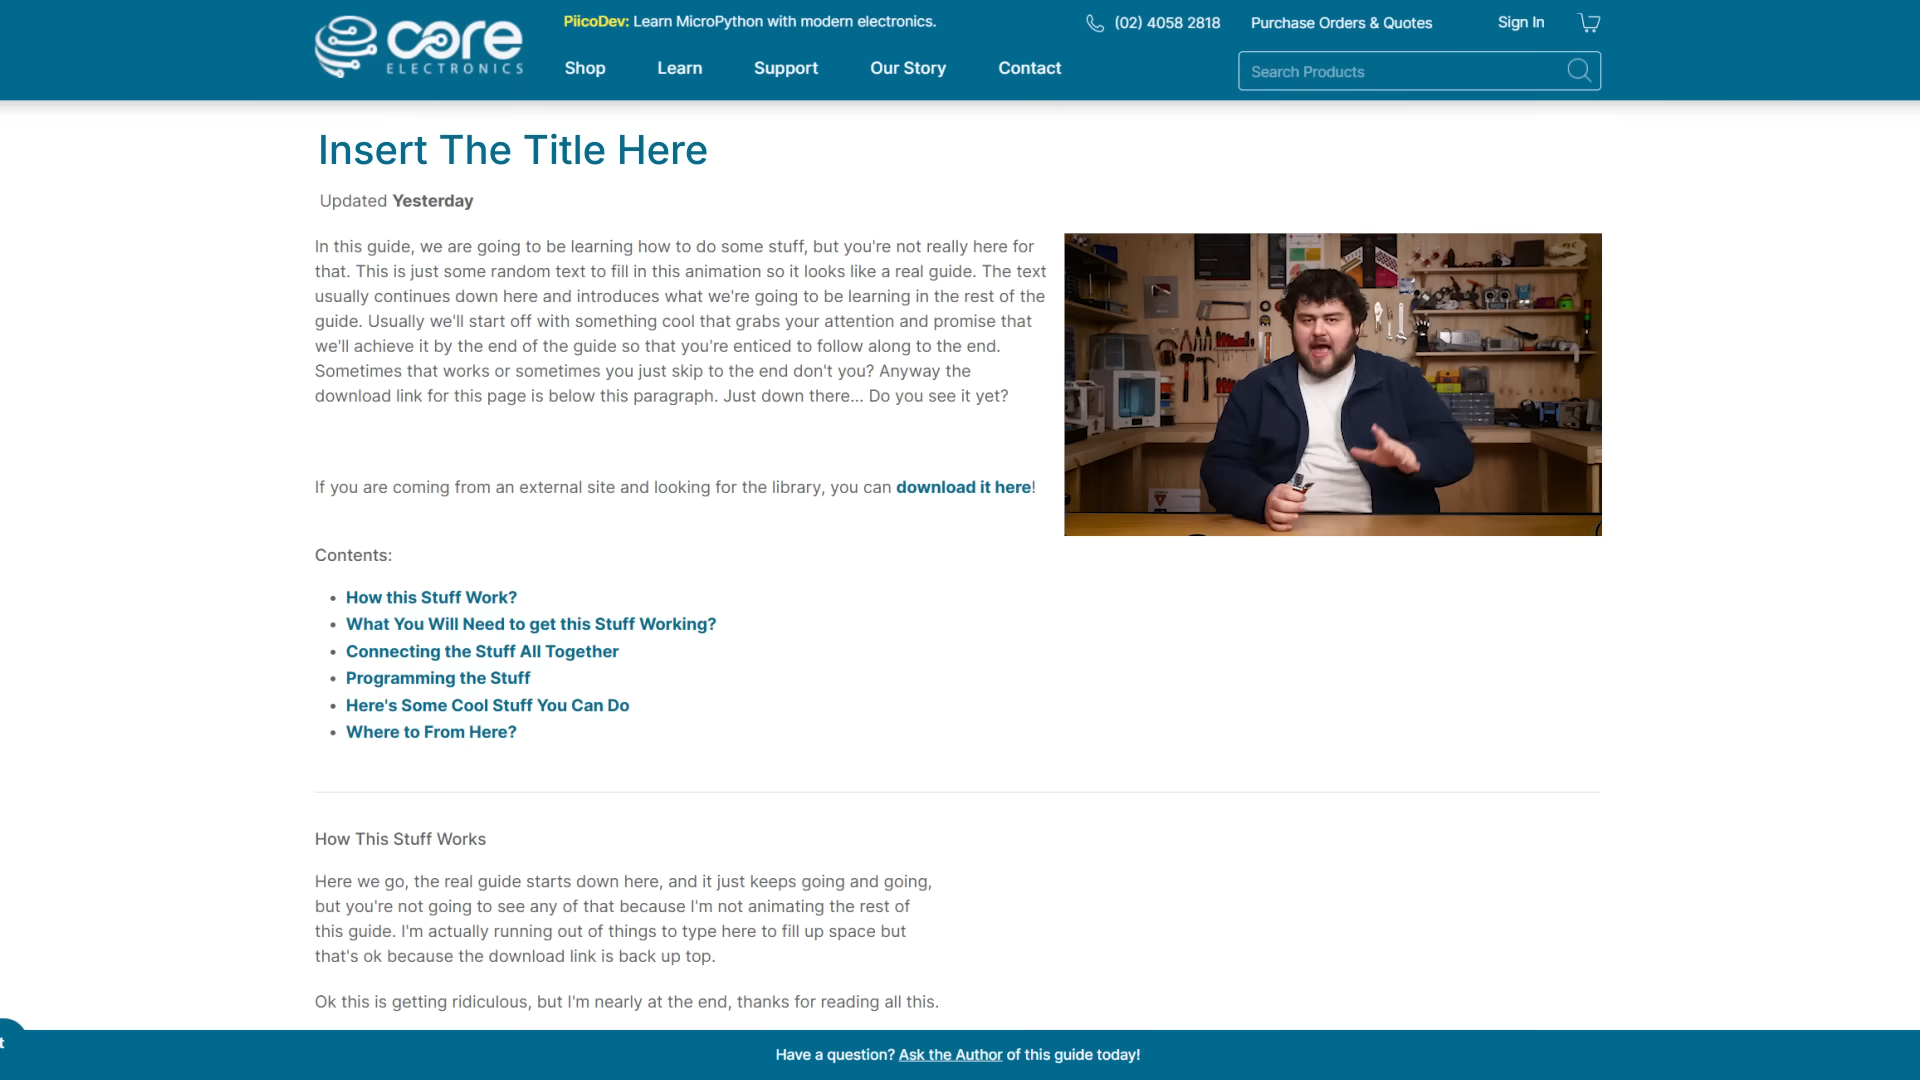 core
ELECTRONICS
PiicoDev: Learn MicroPython with modern electronics.
(02) 4058 2818
Purchase Orders & Quotes
Sign In
Shop
Learn
Support
Our Story
Contact
Search Products
Insert The Title Here
Updated Yesterday
In this guide, we are going to be learning how to do some stuff, but you're not really here for
that. This is just some random text to fill in this animation so it looks like a real guide. The text
usually continues down here and introduces what we're going to be learning in the rest of the
guide. Usually we'll start off with something cool that grabs your attention and promise that
we'll achieve it by the end of the guide so that you're enticed to follow along to the end.
Sometimes that works or sometimes you just skip to the end don't you? Anyway the
download link for this page is below this paragraph. Just down there... Do you see it yet?
If you are coming from an external site and looking for the library, you can download it here!
Contents:
• How this Stuff Work?
• What You Will Need to get this Stuff Working?
• Connecting the Stuff All Together
• Programming the Stuff
• Here's Some Cool Stuff You Can Do
• Where to From Here?
How This Stuff Works
Here we go, the real guide starts down here, and it just keeps going and going,
but you're not going to see any of that because I'm not animating the rest of
this guide. I'm actually running out of things to type here to fill up space but
that's ok because the download link is back up top.
Ok this is getting ridiculous, but I'm nearly at the end, thanks for reading all this.
t
Have a question? Ask the Author of this guide today!